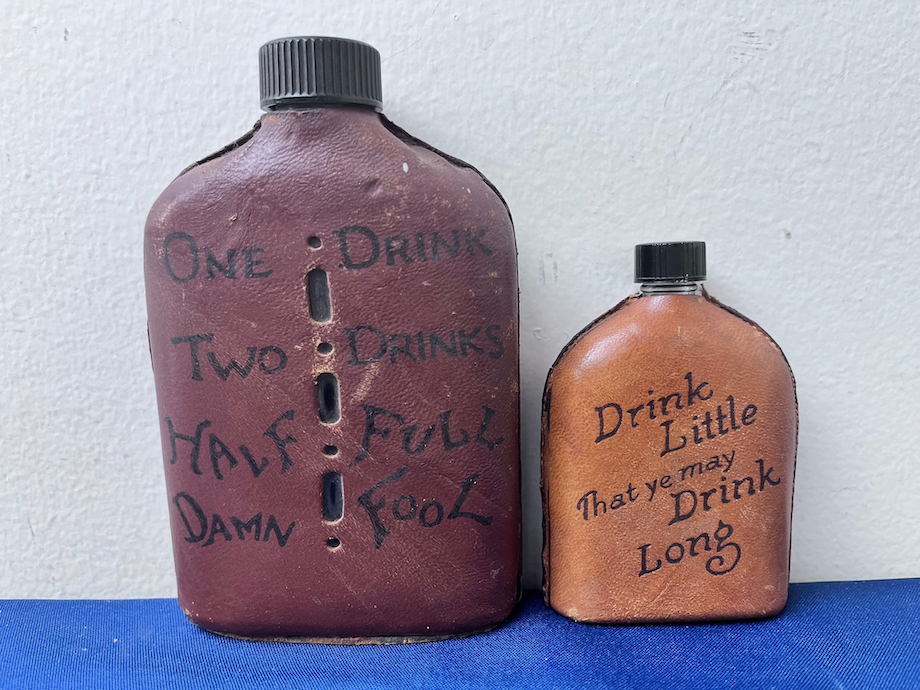 One Drink
Two Drinks
Half Full
Damn Fool
Drink
Little
That ye may
Drink
Long